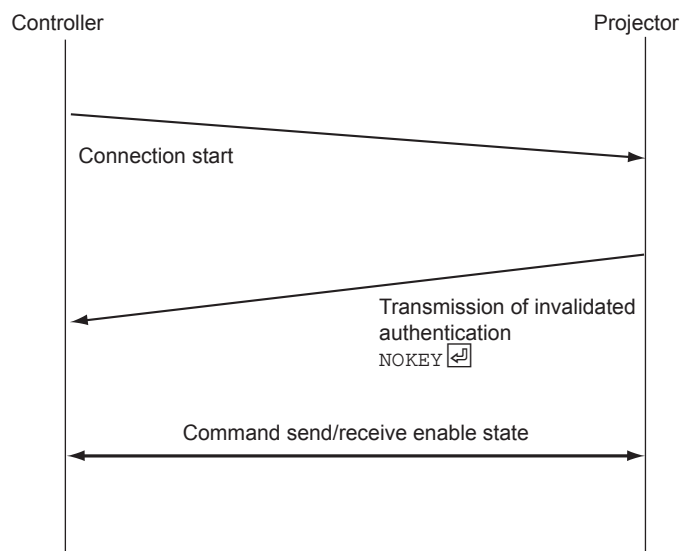 Controller
Projector
Connection start
Transmission of invalidated
authentication
NOKEY ↵
Command send/receive enable state